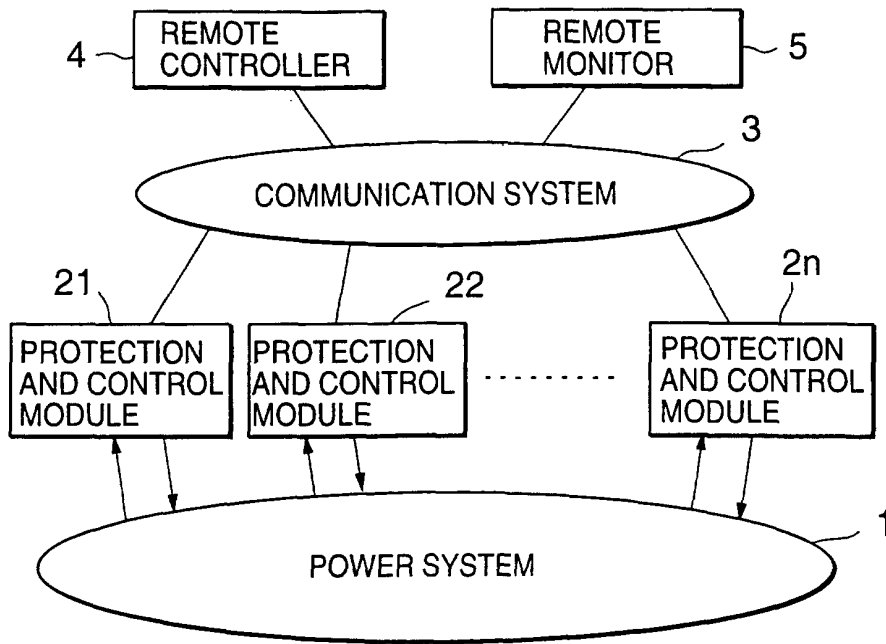 4
REMOTE
CONTROLLER
REMOTE
MONITOR
5
3
COMMUNICATION SYSTEM
21
22
2n
PROTECTION
AND CONTROL
MODULE
PROTECTION
AND CONTROL
MODULE
PROTECTION
AND CONTROL
MODULE
1
POWER SYSTEM